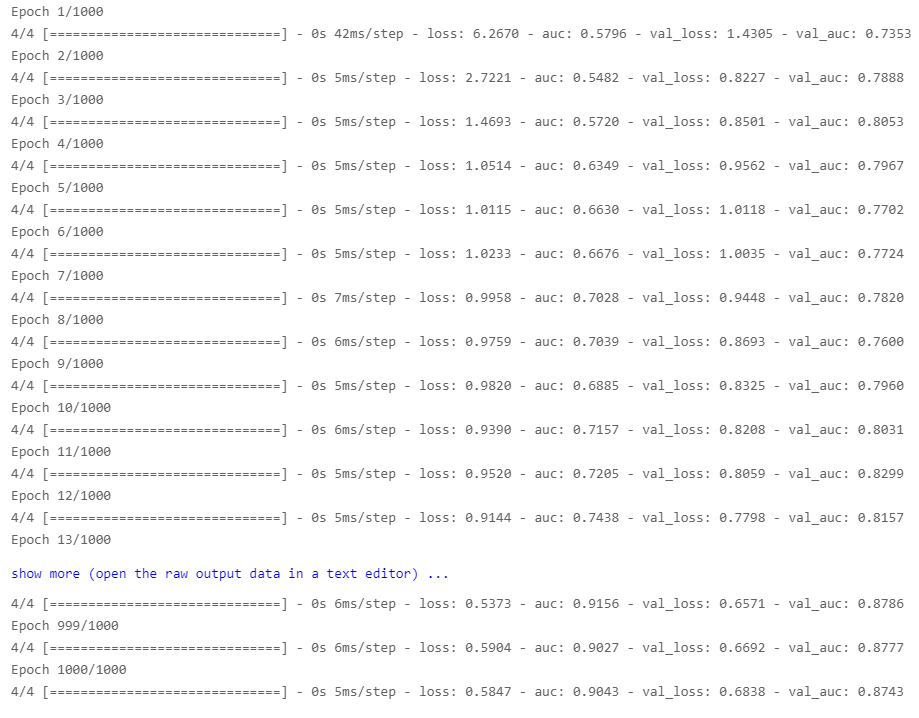 Epoch 1/1000
4/4 [==============================] - 0s 42ms/step - loss: 6.2670 - auc: 0.5796 - val_loss: 1.4305 - val_auc: 0.7353
Epoch 2/1000
4/4 [==============================] - 0s 5ms/step - loss: 2.7221 - auc: 0.5482 - val_loss: 0.8227 - val_auc: 0.7888
Epoch 3/1000
4/4 [==============================] - 0s 5ms/step - loss: 1.4693 - auc: 0.5720 - val_loss: 0.8501 - val_auc: 0.8053
Epoch 4/1000
4/4 [==============================] - 0s 5ms/step - loss: 1.0514 - auc: 0.6349 - val_loss: 0.9562 - val_auc: 0.7967
Epoch 5/1000
4/4 [==============================] - 0s 5ms/step - loss: 1.0115 - auc: 0.6630 - val_loss: 1.0118 - val_auc: 0.7702
Epoch 6/1000
4/4 [==============================] - 0s 5ms/step - loss: 1.0233 - auc: 0.6676 - val_loss: 1.0035 - val_auc: 0.7724
Epoch 7/1000
4/4 [==============================] - 0s 7ms/step - loss: 0.9958 - auc: 0.7028 - val_loss: 0.9448 - val_auc: 0.7820
Epoch 8/1000
4/4 [==============================] - 0s 6ms/step - loss: 0.9759 - auc: 0.7039 - val_loss: 0.8693 - val_auc: 0.7600
Epoch 9/1000
4/4 [==============================] - 0s 5ms/step - loss: 0.9820 - auc: 0.6885 - val_loss: 0.8325 - val_auc: 0.7960
Epoch 10/1000
4/4 [==============================] - 0s 6ms/step - loss: 0.9390 - auc: 0.7157 - val_loss: 0.8208 - val_auc: 0.8031
Epoch 11/1000
4/4 [==============================] - 0s 5ms/step - loss: 0.9520 - auc: 0.7205 - val_loss: 0.8059 - val_auc: 0.8299
Epoch 12/1000
4/4 [==============================] - 0s 5ms/step - loss: 0.9144 - auc: 0.7438 - val_loss: 0.7798 - val_auc: 0.8157
Epoch 13/1000
show more (open the raw output data in a text editor) ...
4/4 [==============================] - 0s 6ms/step - loss: 0.5373 - auc: 0.9156 - val_loss: 0.6571 - val_auc: 0.8786
Epoch 999/1000
4/4 [==============================] - 0s 6ms/step - loss: 0.5904 - auc: 0.9027 - val_loss: 0.6692 - val_auc: 0.8777
Epoch 1000/1000
4/4 [==============================] - 0s 5ms/step - loss: 0.5847 - auc: 0.9043 - val_loss: 0.6838 - val_auc: 0.8743